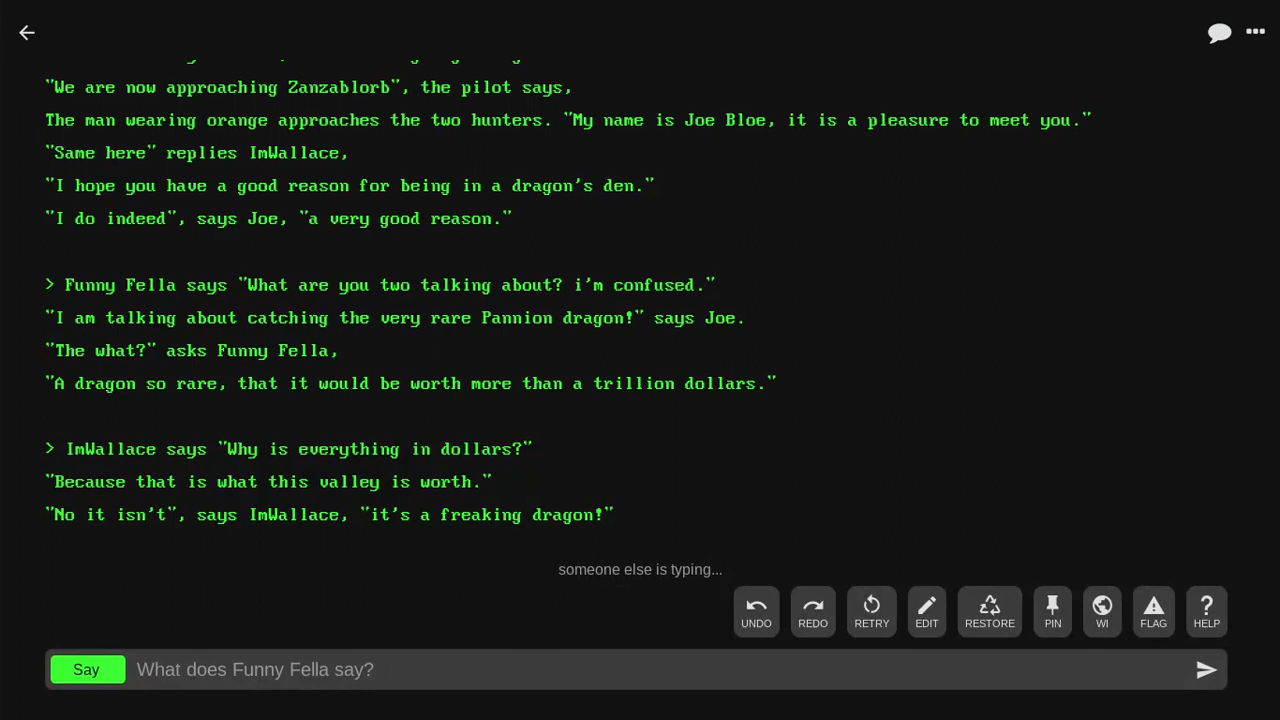 "We are now approaching Zanzablorb", the pilot says,
The man wearing orange approaches the two hunters. "My name is Joe Bloe, it is a pleasure to meet you."
"Same here" replies ImWallace,
"I hope you have a good reason for being in a dragon's den."
"I do indeed", says Joe, "a very good reason."
> Funny Fella says "What are you two talking about? i'm confused."
"I am talking about catching the very rare Pannion dragon!" says Joe.
"The what?" asks Funny Fella,
"A dragon so rare, that it would be worth more than a trillion dollars."
> ImWallace says "Why is everything in dollars?"
"Because that is what this valley is worth."
"No it isn't", says ImWallace, "it's a freaking dragon!"
someone else is typing...
UNDO REDO RETRY EDIT RESTORE PIN WI FLAG HELP
Say What does Funny Fella say?